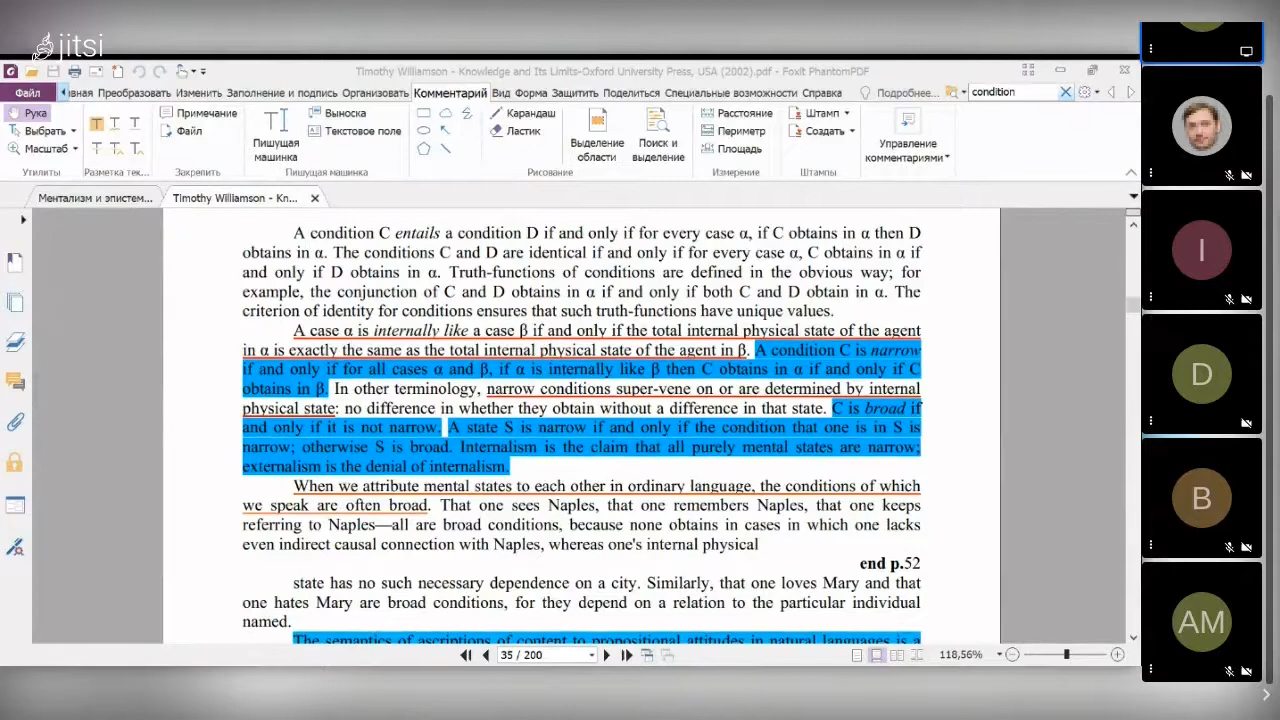 jitsi
Timothy Williamson - Knowledge and Its Limits-Oxford University Press, USA (2002).pdf - Foxit PhantomPDF
Файл вная Преобразовать Изменить Заполнение и подпись Организовать Комментарий Вид Форма Защитить Поделиться Специальные возможности Справка Подробнее... condition
Рука Примечание Выноска Карандаш Расстояние Штамп
Выбрать Файл Пишущая машинка Текстовое поле Ластик Выделение области Поиск и выделение Периметр Создать Управление комментариями
Масштаб Площадь
Утилиты Разметка тек... Закрепить Пишущая машинка Рисование Измерение Штампы
Ментализм и эпистем... Timothy Williamson - Kn...
A condition C entails a condition D if and only if for every case α, if C obtains in α then D
obtains in α. The conditions C and D are identical if and only if for every case α, C obtains in α if
and only if D obtains in α. Truth-functions of conditions are defined in the obvious way; for
example, the conjunction of C and D obtains in α if and only if both C and D obtain in α. The
criterion of identity for conditions ensures that such truth-functions have unique values.
A case α is internally like a case β if and only if the total internal physical state of the agent
in α is exactly the same as the total internal physical state of the agent in β. A condition C is narrow
if and only if for all cases α and β, if α is internally like β then C obtains in α if and only if C
obtains in β. In other terminology, narrow conditions super-vene on or are determined by internal
physical state: no difference in whether they obtain without a difference in that state. C is broad if
and only if it is not narrow. A state S is narrow if and only if the condition that one is in S is
narrow; otherwise S is broad. Internalism is the claim that all purely mental states are narrow;
externalism is the denial of internalism.
When we attribute mental states to each other in ordinary language, the conditions of which
we speak are often broad. That one sees Naples, that one remembers Naples, that one keeps
referring to Naples—all are broad conditions, because none obtains in cases in which one lacks
even indirect causal connection with Naples, whereas one's internal physical
end p.52
state has no such necessary dependence on a city. Similarly, that one loves Mary and that
one hates Mary are broad conditions, for they depend on a relation to the particular individual
named.
The semantics of ascriptions of content to propositional attitudes in natural languages is a
35 / 200
118,56%
I
D
B
AM